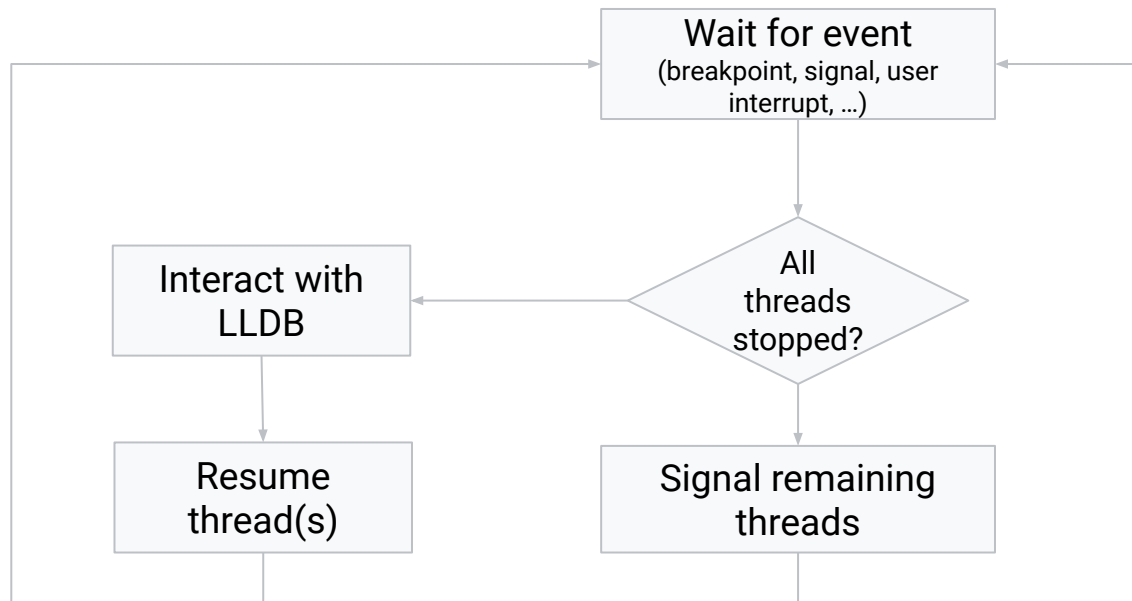 Wait for event
(breakpoint, signal, user
interrupt, …)
All
threads
stopped?
Interact with
LLDB
Resume
thread(s)
Signal remaining
threads